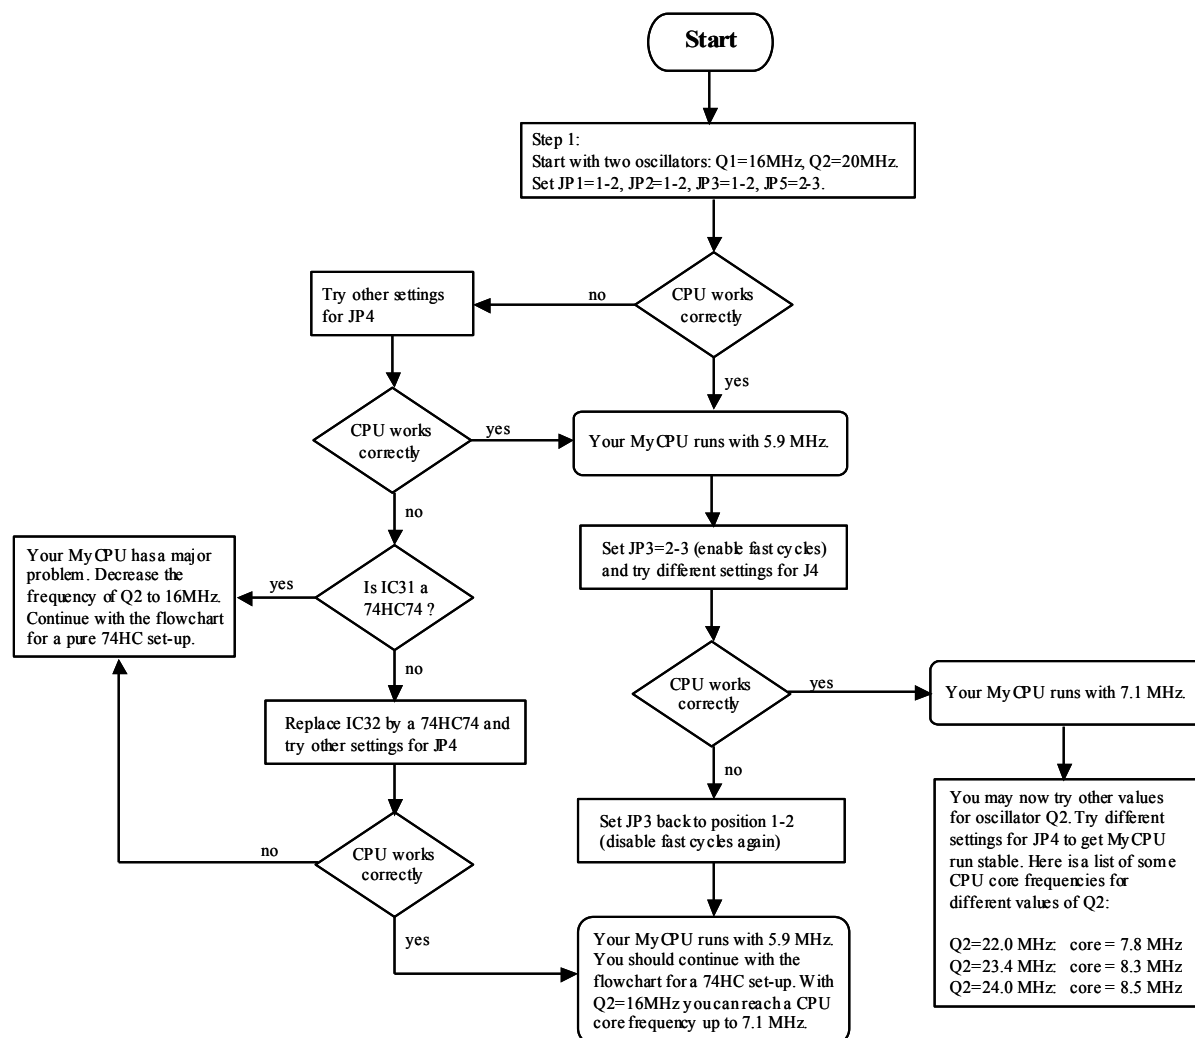 Start
Step 1:
Start with two oscillators: Q1=16MHz, Q2=20MHz.
Set JP1=1-2, JP2=1-2, JP3=1-2, JP5=2-3.
CPU works
correctly
no
yes
Try other settings
for JP4
CPU works
correctly
yes
no
Your MyCPU runs with 5.9 MHz.
Set JP3=2-3 (enable fast cycles)
and try different settings for J4
Is IC31 a
74HC74 ?
yes
no
Your MyCPU has a major
problem. Decrease the
frequency of Q2 to 16MHz.
Continue with the flowchart
for a pure 74HC set-up.
CPU works
correctly
yes
no
Your MyCPU runs with 7.1 MHz.
Replace IC32 by a 74HC74 and
try other settings for JP4
Set JP3 back to position 1-2
(disable fast cycles again)
You may now try other values
for oscillator Q2. Try different
settings for JP4 to get MyCPU
run stable. Here is a list of some
CPU core frequencies for
different values of Q2:
Q2=22.0 MHz: core = 7.8 MHz
Q2=23.4 MHz: core = 8.3 MHz
Q2=24.0 MHz: core = 8.5 MHz
CPU works
correctly
no
yes
Your MyCPU runs with 5.9 MHz.
You should continue with the
flowchart for a 74HC set-up. With
Q2=16MHz you can reach a CPU
core frequency up to 7.1 MHz.